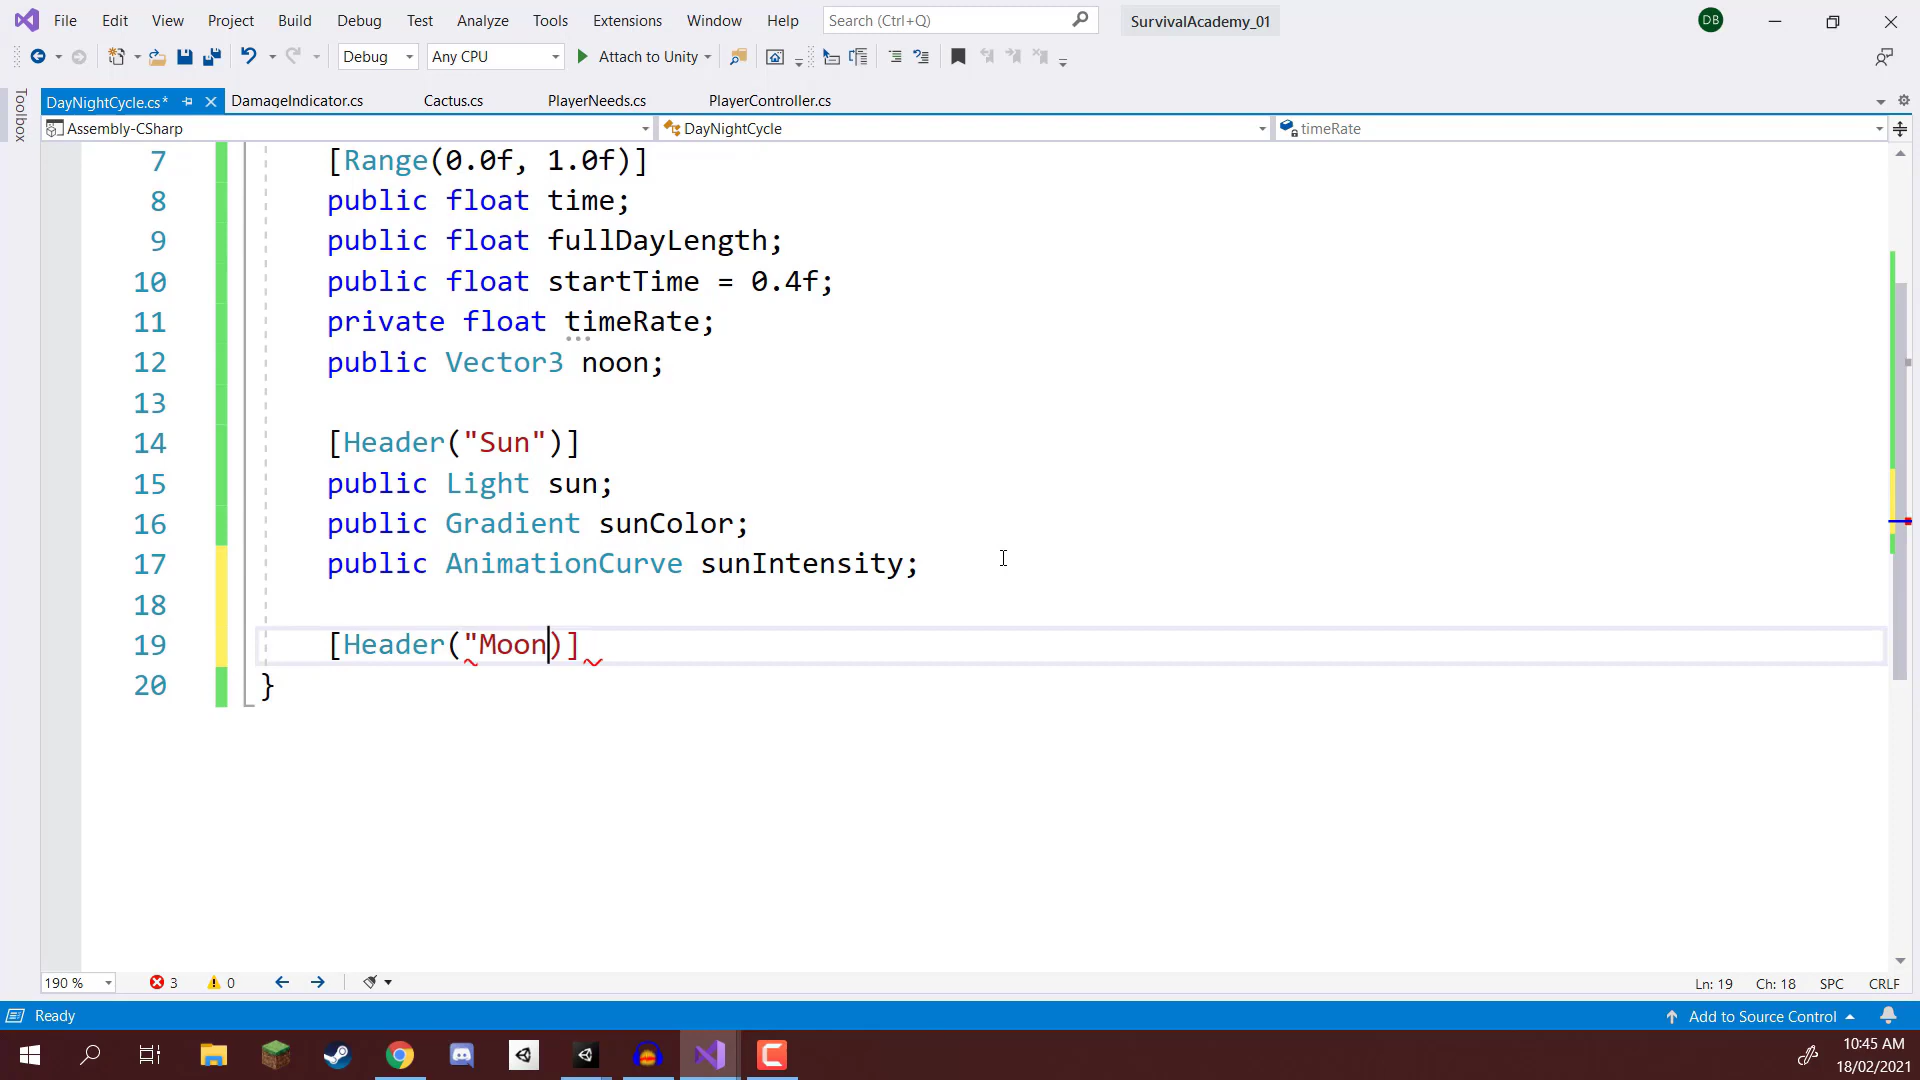 File Edit View Project Build Debug Test Analyze Tools Extensions Window Help Search (Ctrl+Q) SurvivalAcademy_01 DB
Debug Any CPU Attach to Unity
Toolbox
DayNightCycle.cs* DamageIndicator.cs Cactus.cs PlayerNeeds.cs PlayerController.cs
Assembly-CSharp DayNightCycle timeRate
7 [Range(0.0f, 1.0f)]
8 public float time;
9 public float fullDayLength;
10 public float startTime = 0.4f;
11 private float timeRate;
12 public Vector3 noon;
13
14 [Header("Sun")]
15 public Light sun;
16 public Gradient sunColor;
17 public AnimationCurve sunIntensity;
18
19 [Header("Moon)]
20 }
190 % 3 0 Ln: 19 Ch: 18 SPC CRLF
Ready Add to Source Control
10:45 AM
18/02/2021